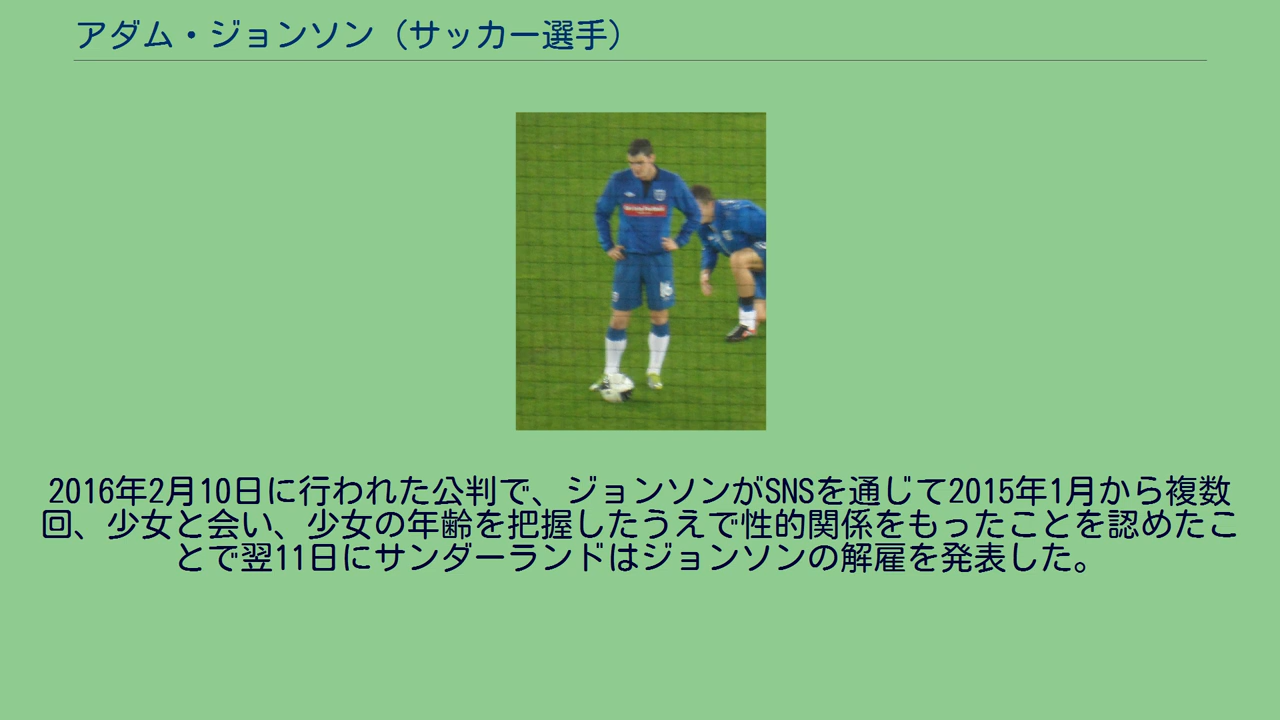 アダム・ジョンソン（サッカー選手）
16
2016年2月10日に行われた公判で、ジョンソンがSNSを通じて2015年1月から複数
回、少女と会い、少女の年齢を把握したうえで性的関係をもったことを認めたこ
とで翌11日にサンダーランドはジョンソンの解雇を発表した。